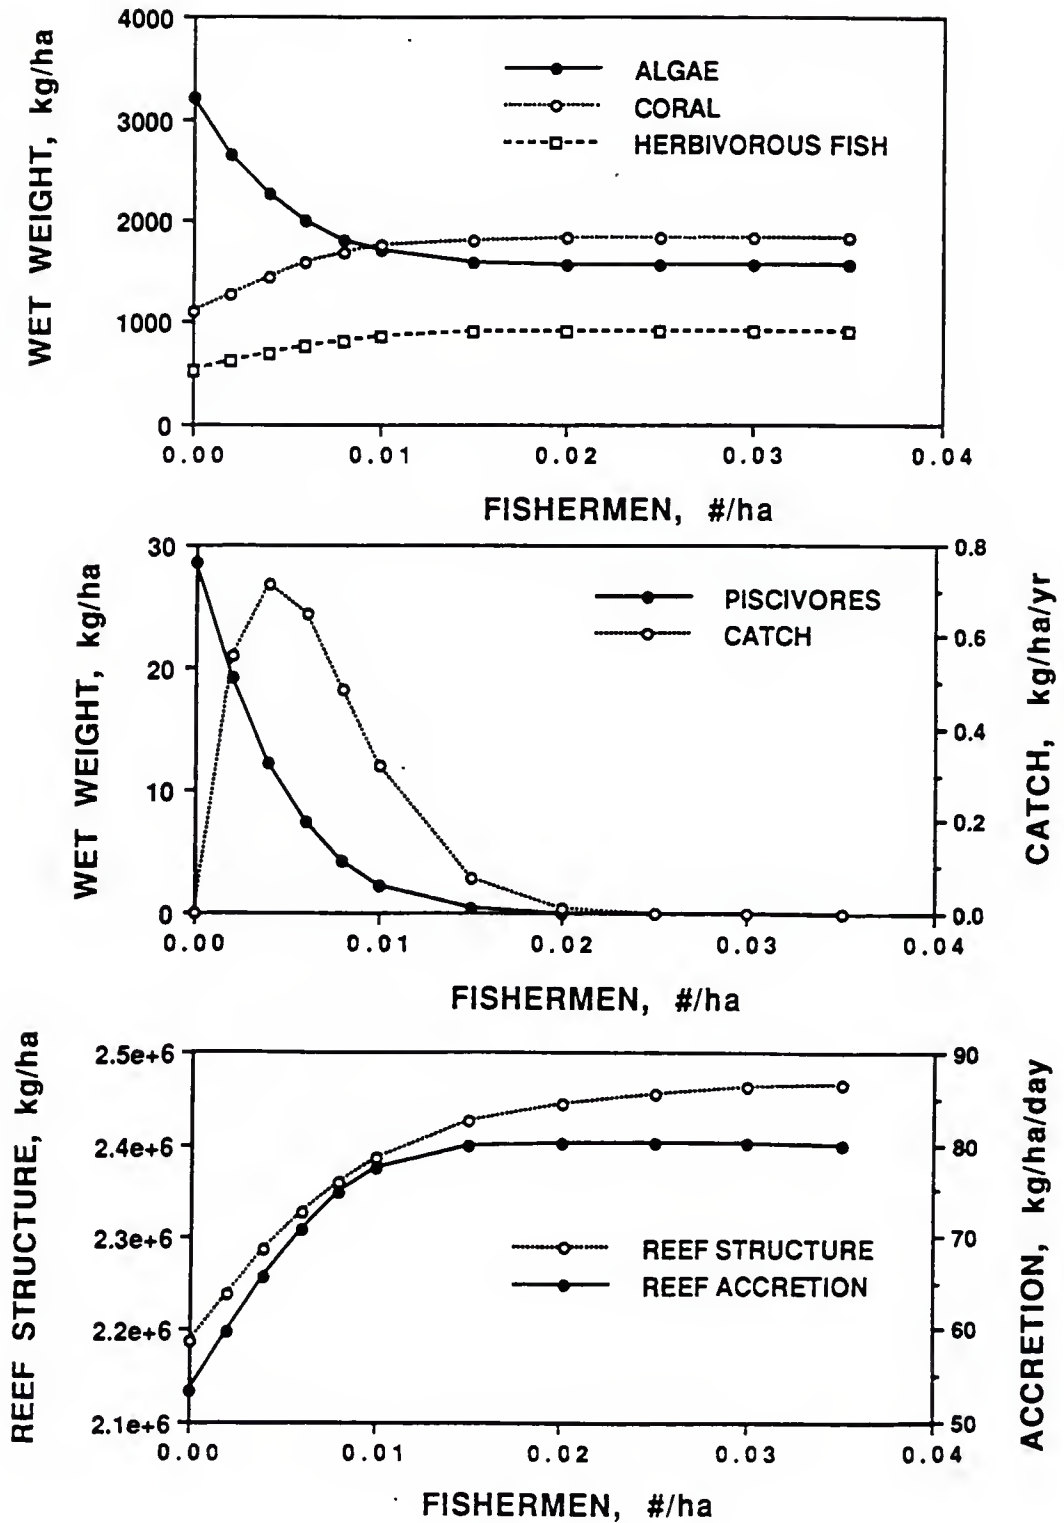 WET WEIGHT, kg/ha
4000
3000
2000
1000
0
ALGAE
CORAL
HERBIVOROUS FISH
0.00 0.01 0.02 0.03 0.04
FISHERMEN, #/ha
WET WEIGHT, kg/ha
30
20
10
0
PISCIVORES
CATCH
0.8
0.6
0.4
0.2
0.0
CATCH, kg/ha/yr
0.00 0.01 0.02 0.03 0.04
FISHERMEN, #/ha
REEF STRUCTURE, kg/ha
2.5e+6
2.4e+6
2.3e+6
2.2e+6
2.1e+6
REEF STRUCTURE
REEF ACCRETION
90
80
70
60
50
ACCRETION, kg/ha/day
0.00 0.01 0.02 0.03 0.04
FISHERMEN, #/ha